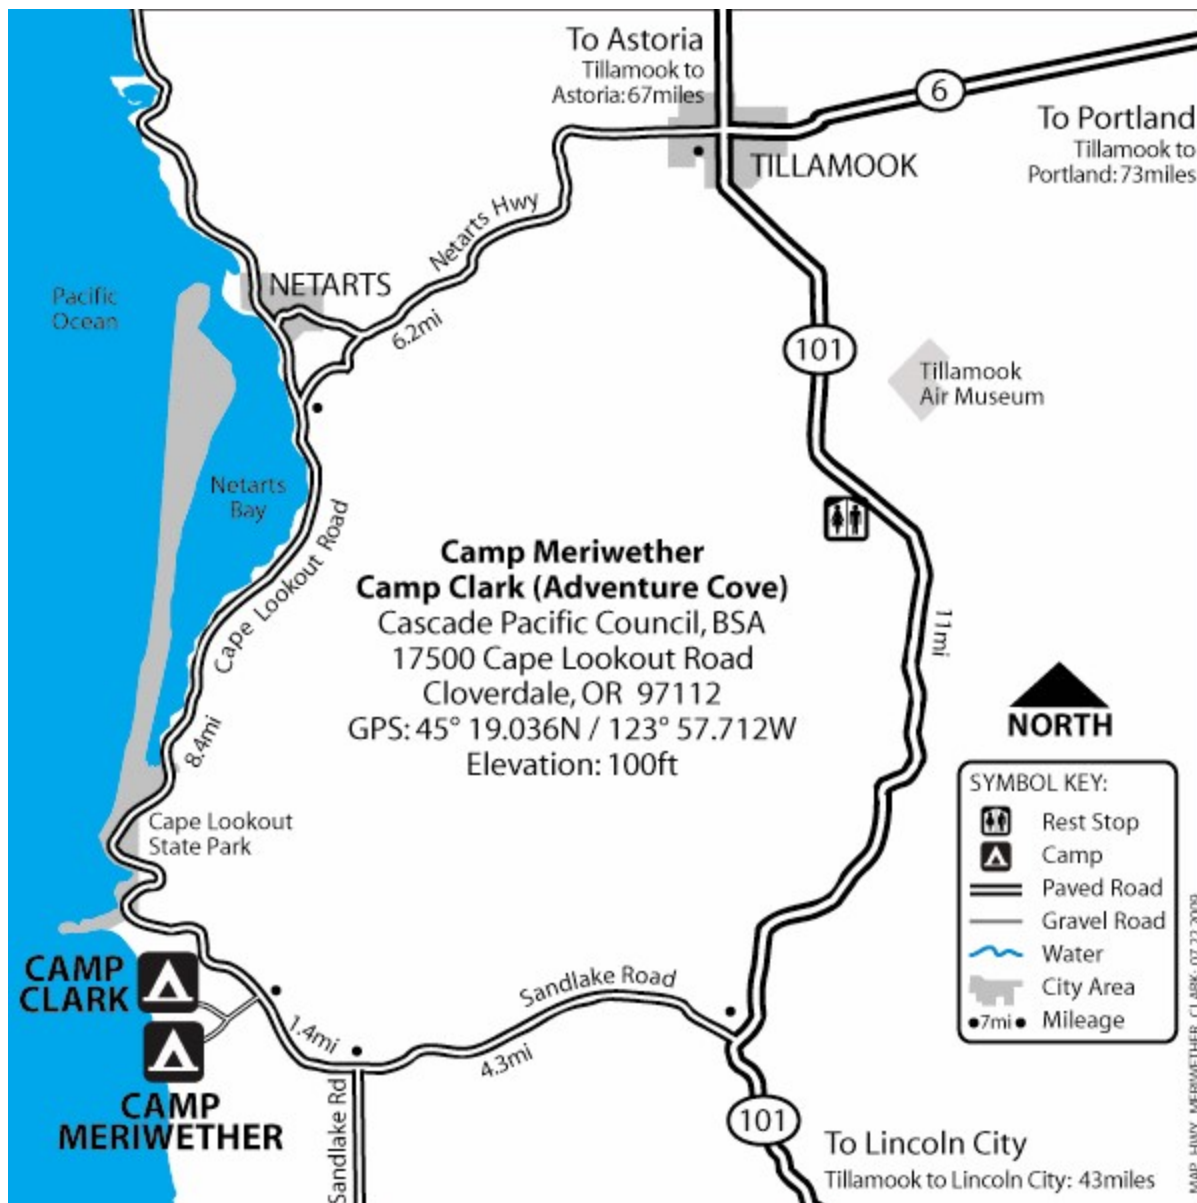 To Astoria
Tillamook to
Astoria: 67miles
6
To Portland
Tillamook to
Portland: 73miles
TILLAMOOK
Netarts Hwy
NETARTS
6.2mi
Pacific
Ocean
101
Tillamook
Air Museum
Netarts
Bay
Cape Lookout Road
8.4mi
Camp Meriwether
Camp Clark (Adventure Cove)
Cascade Pacific Council, BSA
17500 Cape Lookout Road
Cloverdale, OR 97112
GPS: 45° 19.036N / 123° 57.712W
Elevation: 100ft
11mi
NORTH
SYMBOL KEY:
Rest Stop
Camp
Paved Road
Gravel Road
Water
City Area
7mi Mileage
Cape Lookout
State Park
CAMP
CLARK
CAMP
MERIWETHER
1.4mi
Sandlake Road
4.3mi
Sandlake Rd
101
To Lincoln City
Tillamook to Lincoln City: 43miles
MAP_HWY_MERIWETHER_CLARK: 07.22.2009